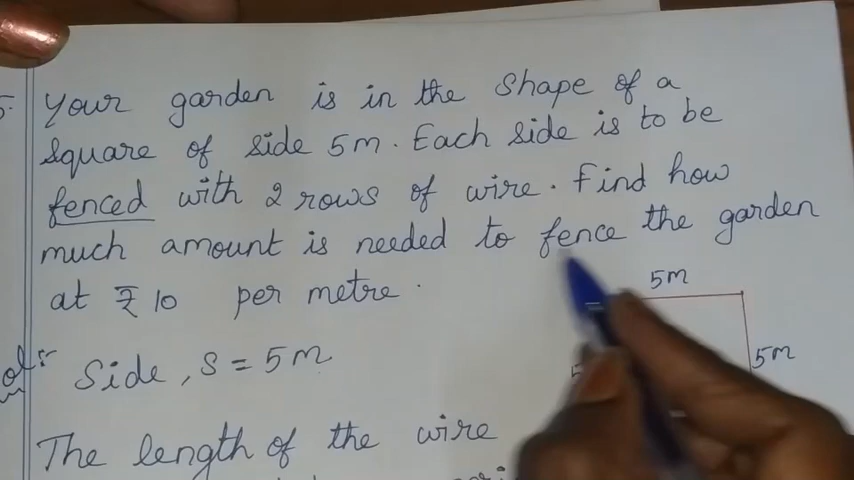 5. Your garden is in the shape of a
square of side 5m. Each side is to be
fenced with 2 rows of wire. Find how
much amount is needed to fence the garden
at ₹10 per metre.
5m
Side, S = 5m
5m
The length of the wire